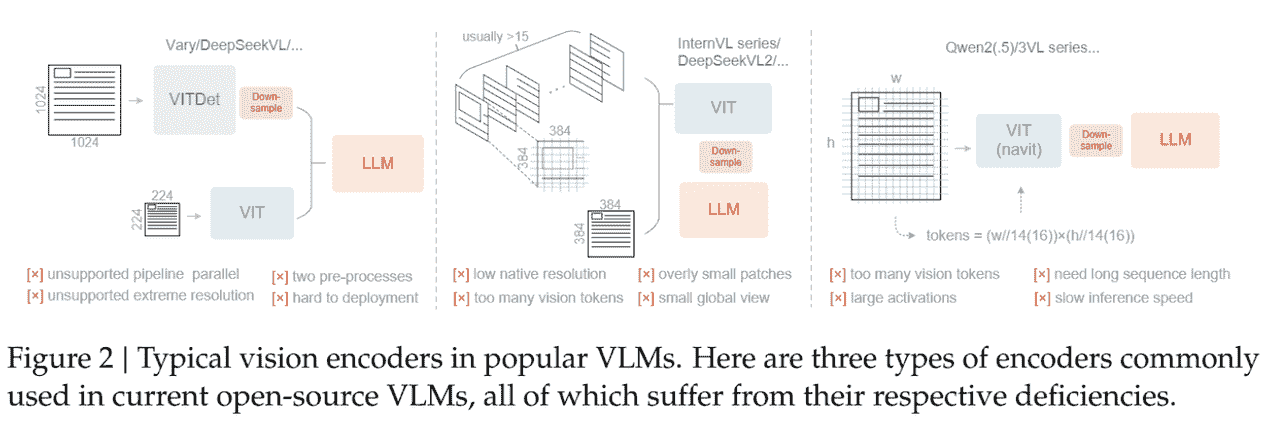 Vary/DeepSeekVL/...
1024
1024
VITDet
Down-
sample
224
224
VIT
LLM
[×] unsupported pipeline parallel
[×] two pre-processes
[×] unsupported extreme resolution
[×] hard to deployment
usually >15
InternVL series/
DeepSeekVL2/...
384
384
VIT
Down-
sample
LLM
384
384
[×] low native resolution
[×] overly small patches
[×] too many vision tokens
[×] small global view
Qwen2(.5)/3VL series...
w
h
VIT
(navit)
Down-
sample
LLM
tokens = (w//14(16))×(h//14(16))
[×] too many vision tokens
[×] need long sequence length
[×] large activations
[×] slow inference speed
Figure 2 | Typical vision encoders in popular VLMs. Here are three types of encoders commonly
used in current open-source VLMs, all of which suffer from their respective deficiencies.